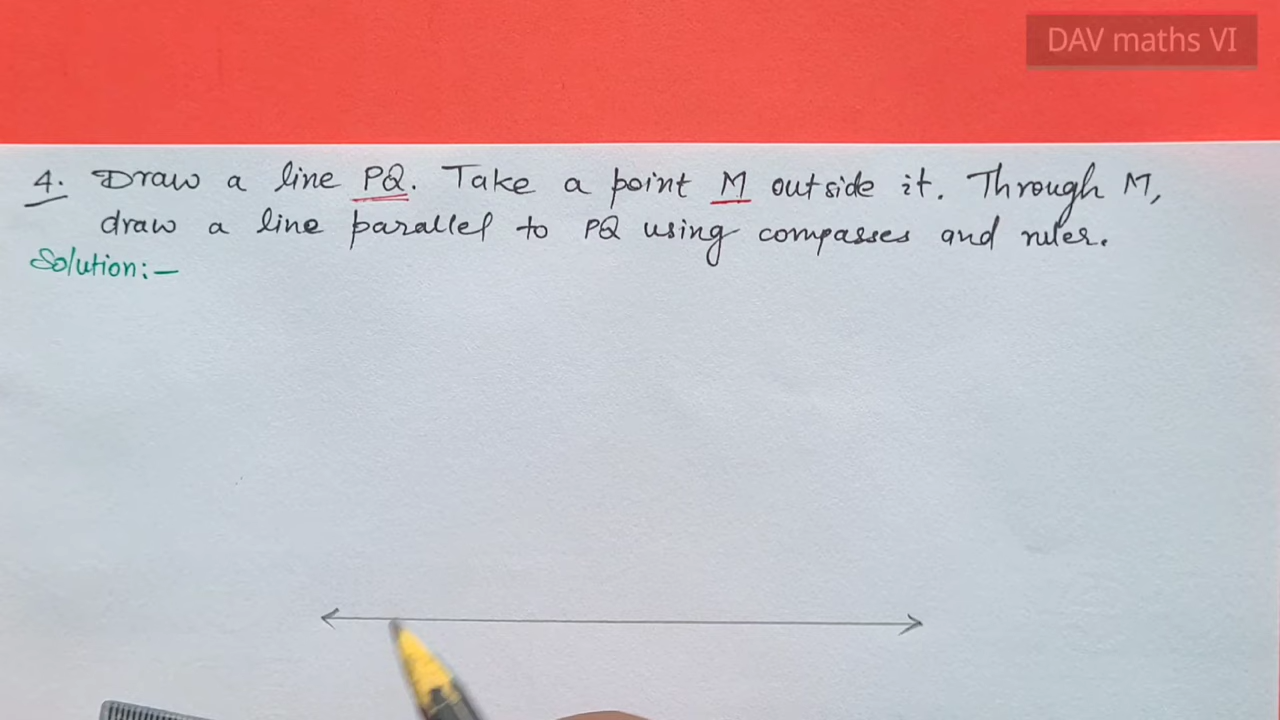 DAV maths VI
4. Draw a line PQ. Take a point M outside it. Through M,
draw a line parallel to PQ using compasses and ruler.
Solution:-